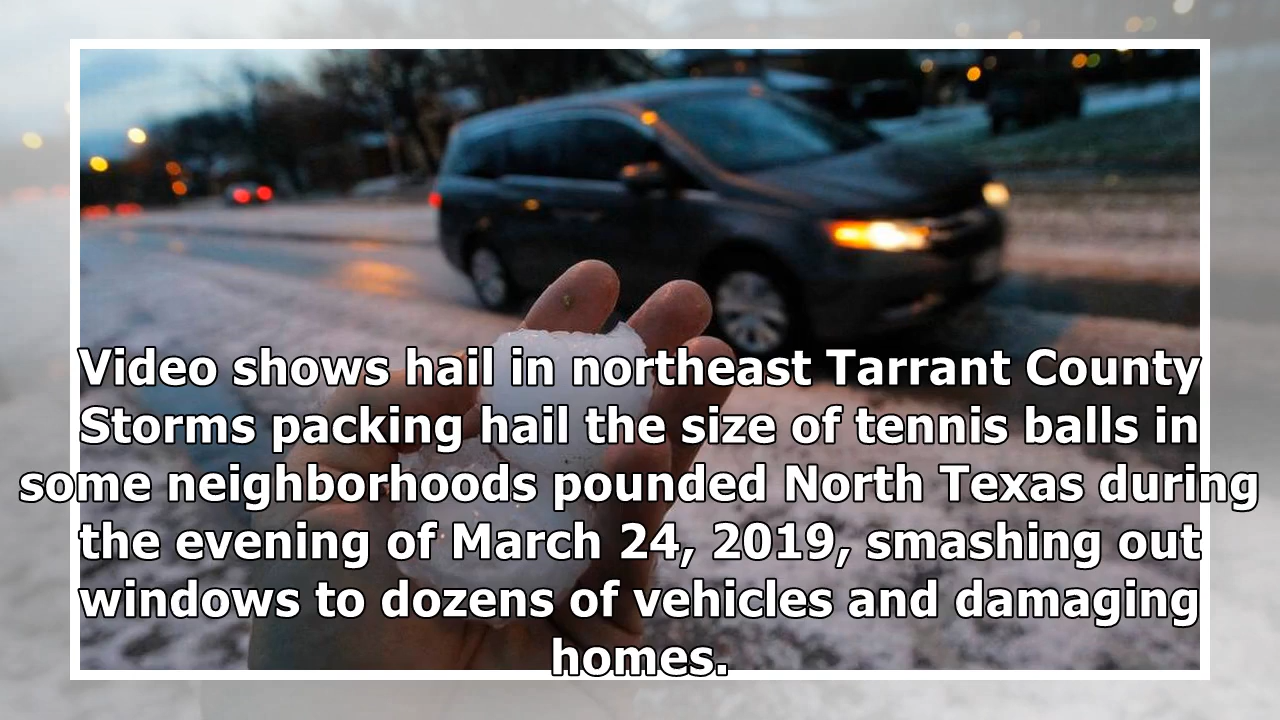 Video shows hail in northeast Tarrant County
Storms packing hail the size of tennis balls in
some neighborhoods pounded North Texas during
the evening of March 24, 2019, smashing out
windows to dozens of vehicles and damaging
homes.